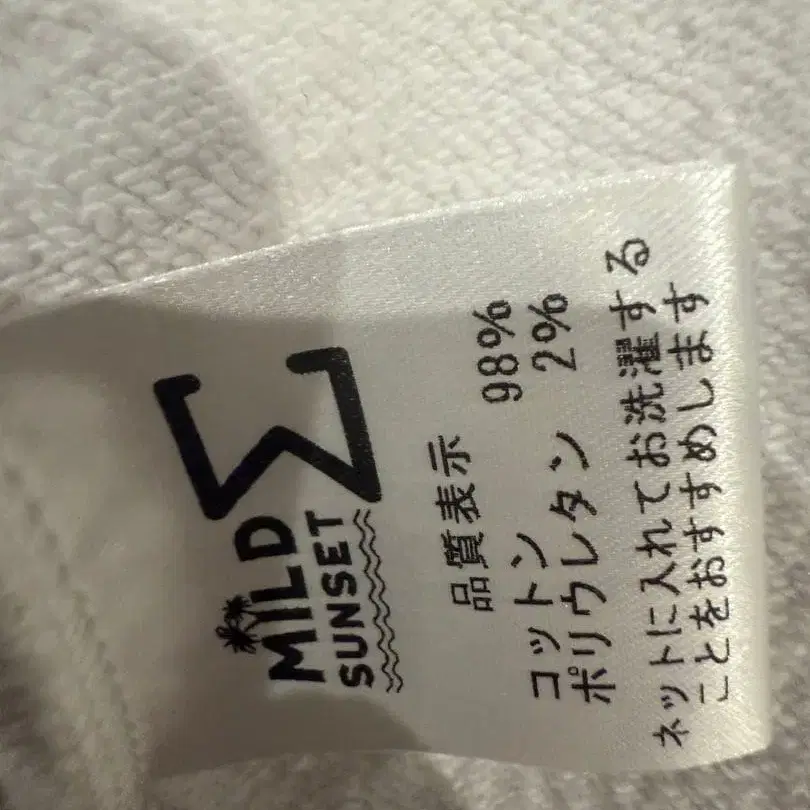 MILD
SUNSET
品質表示
コットン 98%
ポリウレタン 2%
ネットに入れてお洗濯する
ことをおすすめします